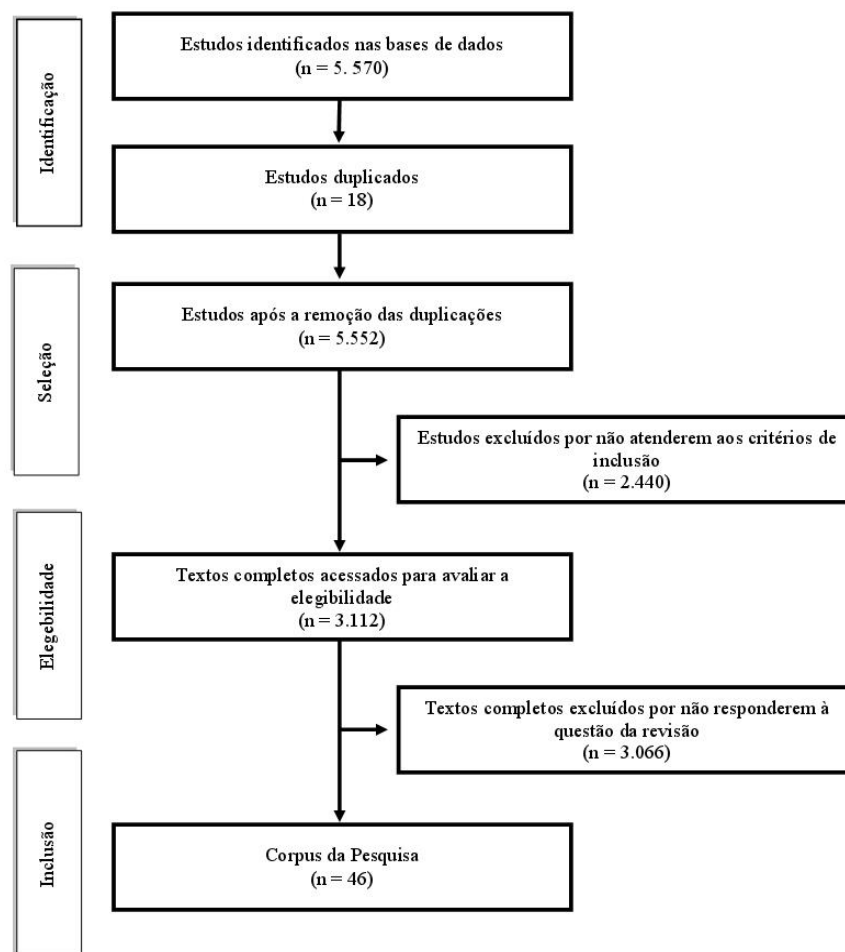 Identificação
Estudos identificados nas bases de dados
(n = 5. 570)
Estudos duplicados
(n = 18)
Seleção
Estudos após a remoção das duplicações
(n = 5.552)
Estudos excluídos por não atenderem aos critérios de
inclusão
(n = 2.440)
Elegebilidade
Textos completos acessados para avaliar a
elegibilidade
(n = 3.112)
Textos completos excluídos por não responderem à
questão da revisão
(n = 3.066)
Inclusão
Corpus da Pesquisa
(n = 46)